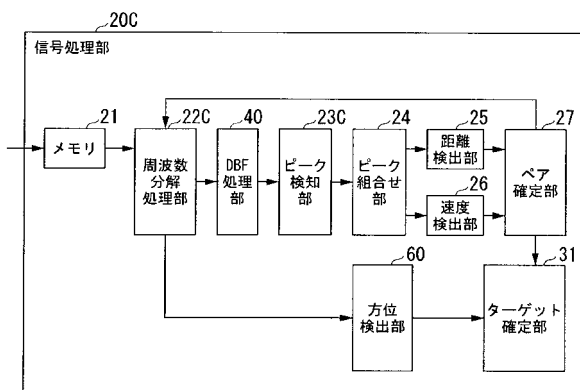 20C
信号処理部
21
メモリ
22C
周波数
分解
処理部
40
DBF
処理
部
23C
ピーク
検知
部
24
ピーク
組合せ
部
25
距離
検出部
26
速度
検出部
27
ペア
確定部
60
方位
検出部
31
ターゲット
確定部